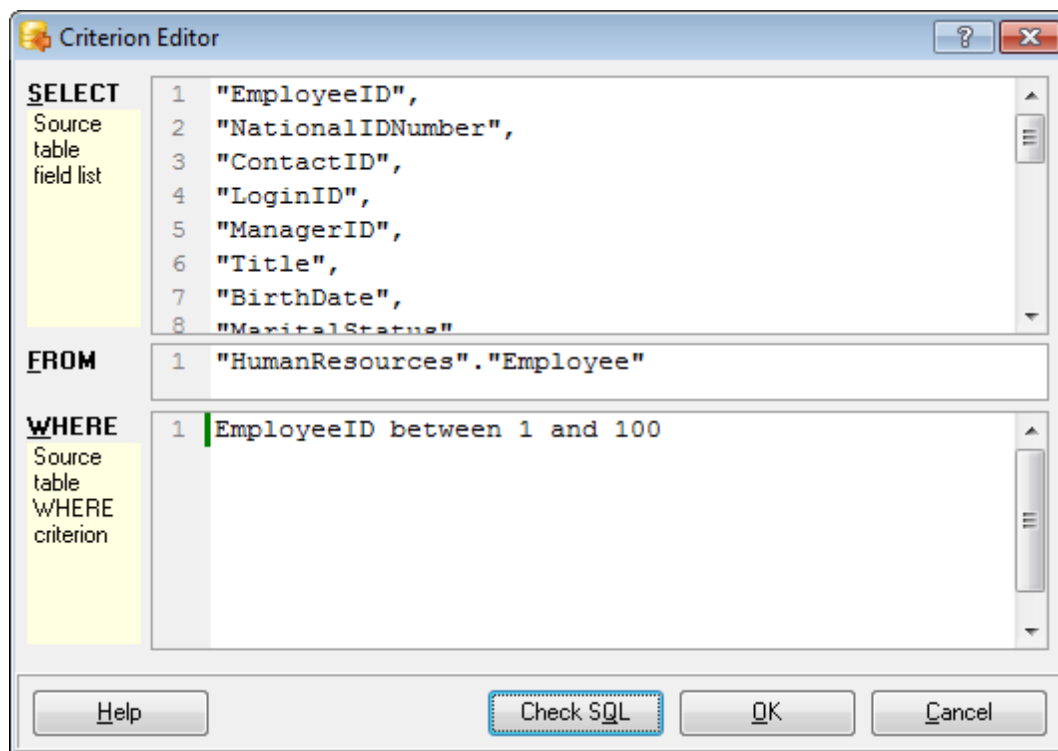 Criterion Editor
SELECT
Source
table
field list
1 "EmployeeID",
2 "NationalIDNumber",
3 "ContactID",
4 "LoginID",
5 "ManagerID",
6 "Title",
7 "BirthDate",
8 "MaritalStatus"
FROM
1 "HumanResources"."Employee"
WHERE
Source
table
WHERE
criterion
1 EmployeeID between 1 and 100
Help
Check SQL
OK
Cancel